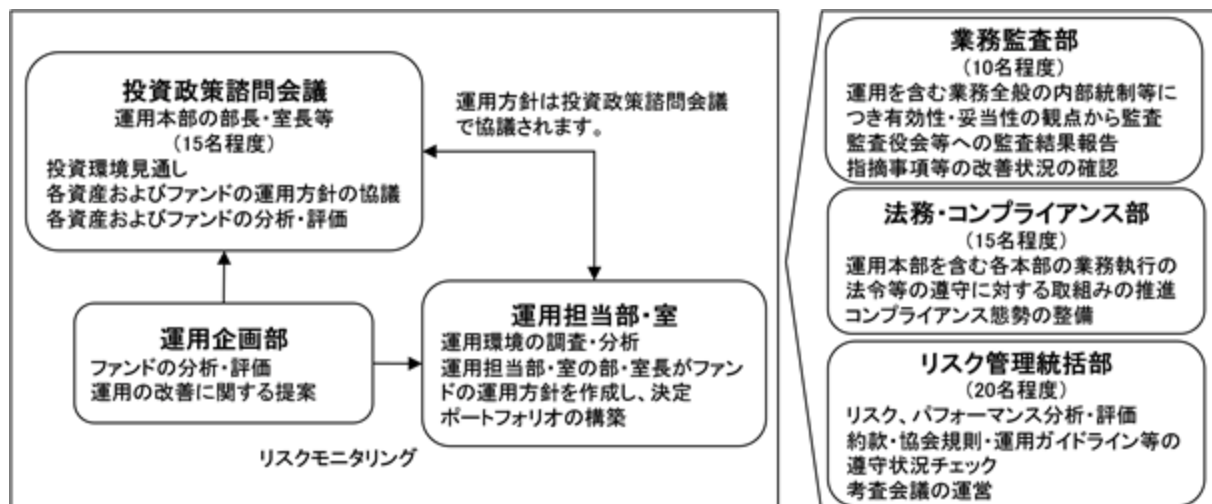 投資政策諮問会議
運用本部の部長・室長等
(15名程度)
投資環境見通し
各資産およびファンドの運用方針の協議
各資産およびファンドの分析・評価
運用方針は投資政策諮問会議
で協議されます。
運用企画部
ファンドの分析・評価
運用の改善に関する提案
運用担当部・室
運用環境の調査・分析
運用担当部・室の部・室長がファン
ドの運用方針を作成し、決定
ポートフォリオの構築
リスクモニタリング
業務監査部
(10名程度)
運用を含む業務全般の内部統制等に
つき有効性・妥当性の観点から監査
監査役会等への監査結果報告
指摘事項等の改善状況の確認
法務・コンプライアンス部
(15名程度)
運用本部を含む各本部の業務執行の
法令等の遵守に対する取組みの推進
コンプライアンス態勢の整備
リスク管理統括部
(20名程度)
リスク、パフォーマンス分析・評価
約款・協会規則・運用ガイドライン等の
遵守状況チェック
考査会議の運営